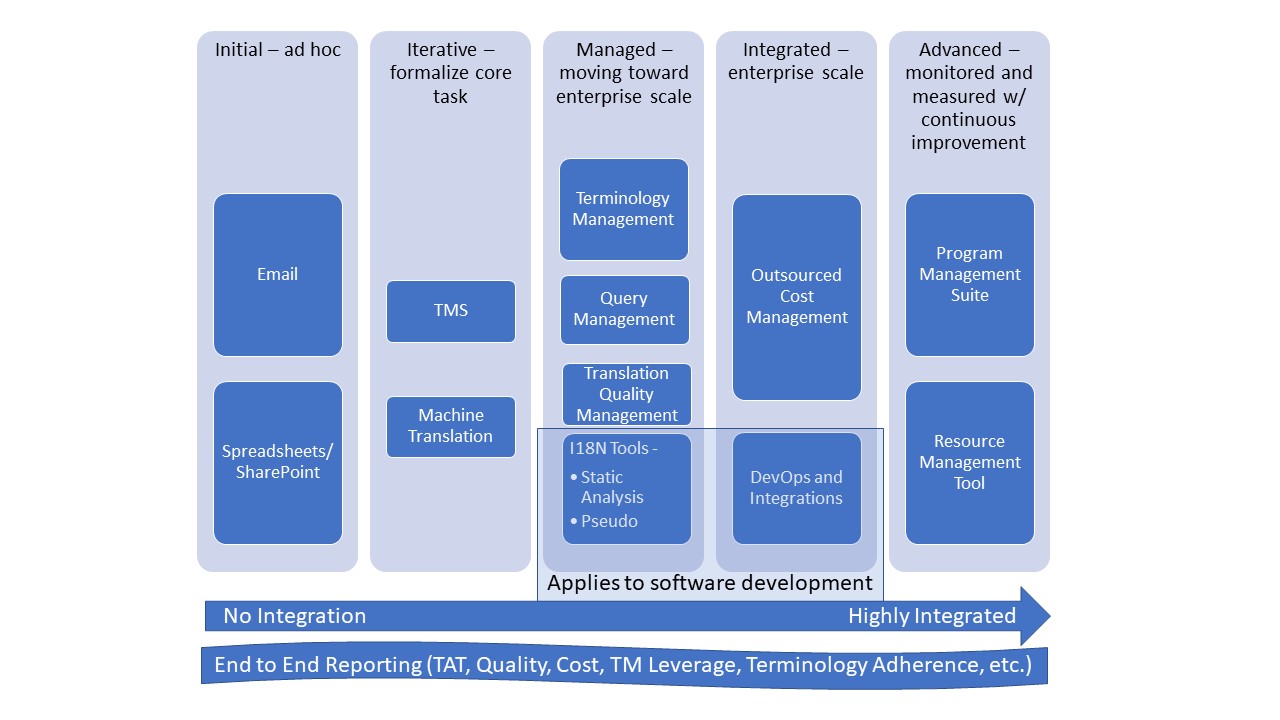 Initial – ad hoc
Iterative –
formalize core
task
Managed –
moving toward
enterprise scale
Integrated –
enterprise scale
Advanced –
monitored and
measured w/
continuous
improvement
Email
Spreadsheets/
SharePoint
TMS
Machine
Translation
Terminology
Management
Query
Management
Translation
Quality
Management
I18N Tools -
• Static
Analysis
• Pseudo
Outsourced
Cost
Management
DevOps and
Integrations
Program
Management
Suite
Resource
Management
Tool
Applies to software development
No Integration
Highly Integrated
End to End Reporting (TAT, Quality, Cost, TM Leverage, Terminology Adherence, etc.)